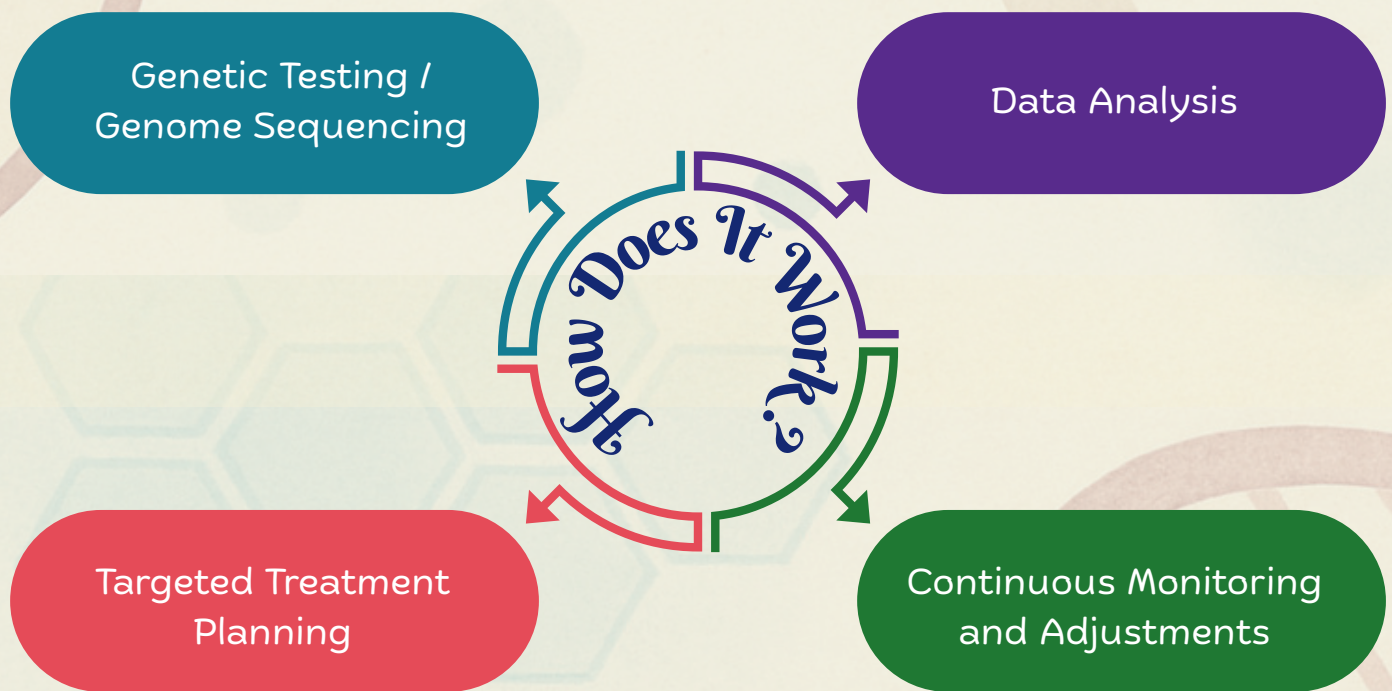 Genetic Testing /
Genome Sequencing
Data Analysis
How Does It Work?
Targeted Treatment
Planning
Continuous Monitoring
and Adjustments